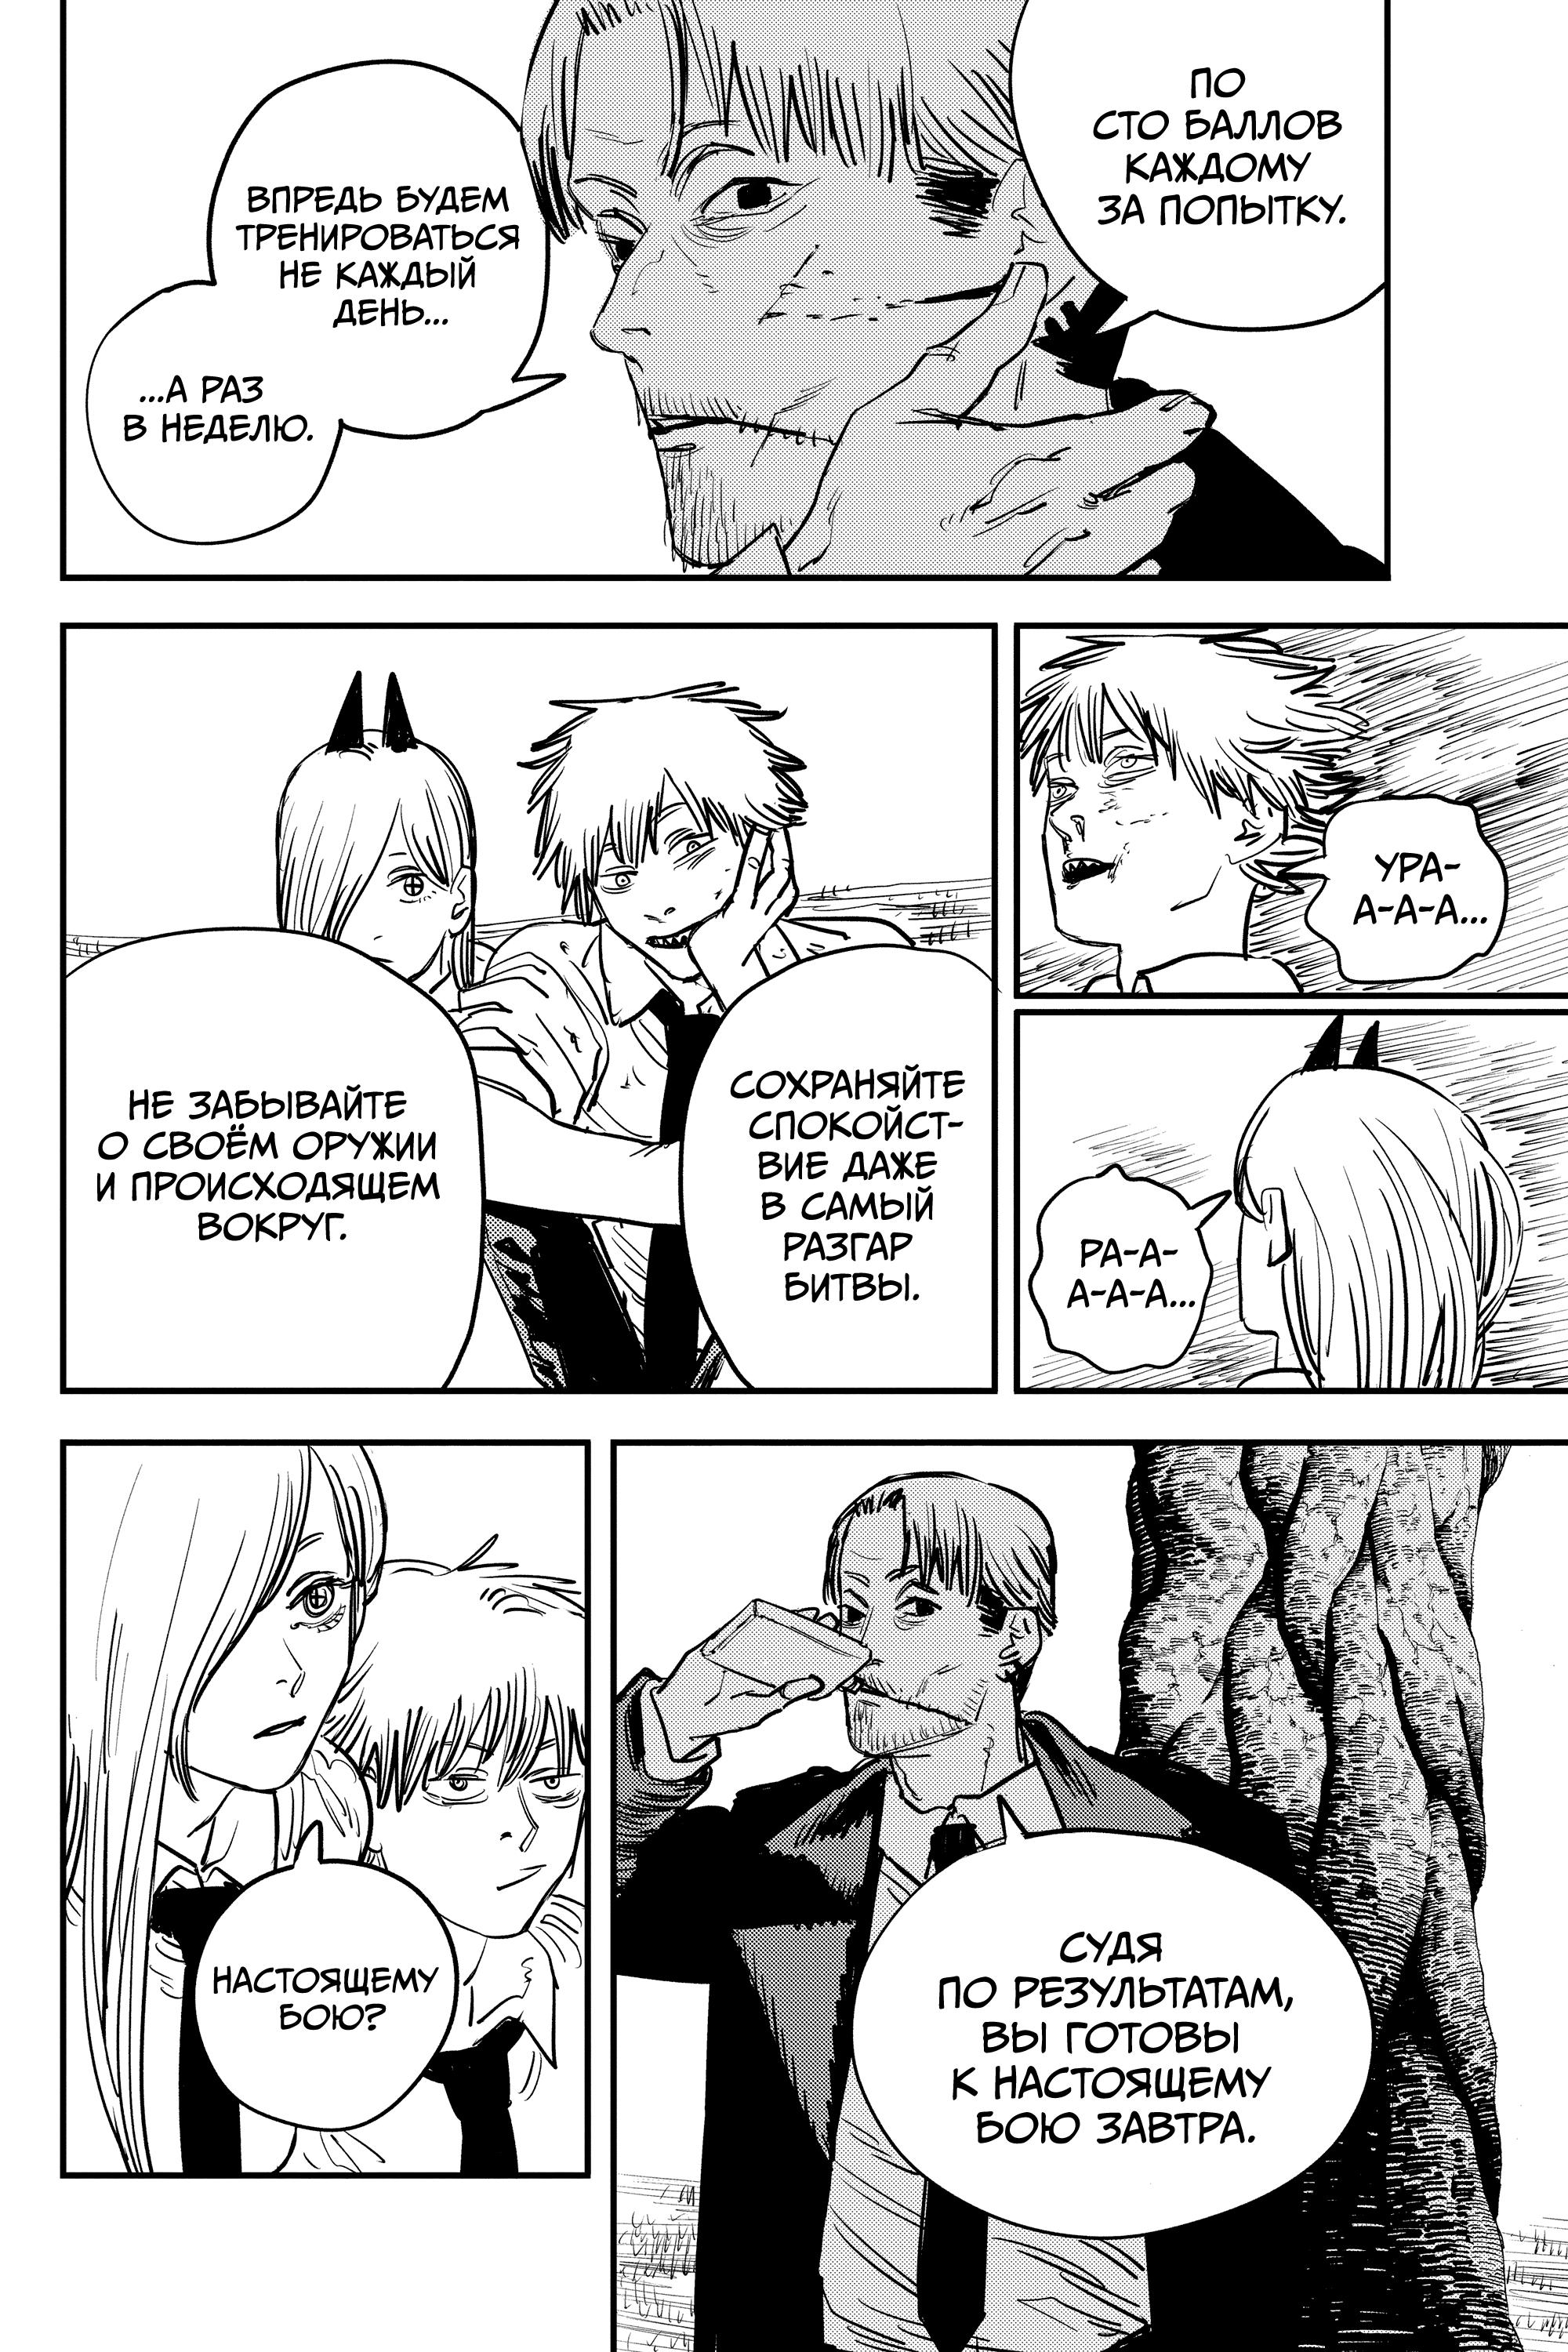 ПО
СТО БАЛЛОВ
КАЖДОМУ
ЗА ПОПЫТКУ.
ВПРЕДЬ БУДЕМ
ТРЕНИРОВАТЬСЯ
НЕ КАЖДЫЙ
ДЕНЬ...
...А РАЗ
В НЕДЕЛЮ.
УРА-
А-А-А...
РА-А-
А-А-А...
СОХРАНЯЙТЕ
СПОКОЙСТ-
ВИЕ ДАЖЕ
В САМЫЙ
РАЗГАР
БИТВЫ.
НЕ ЗАБЫВАЙТЕ
О СВОЁМ ОРУЖИИ
И ПРОИСХОДЯЩЕМ
ВОКРУГ.
СУДЯ
ПО РЕЗУЛЬТАТАМ,
ВЫ ГОТОВЫ
К НАСТОЯЩЕМУ
БОЮ ЗАВТРА.
НАСТОЯЩЕМУ
БОЮ?